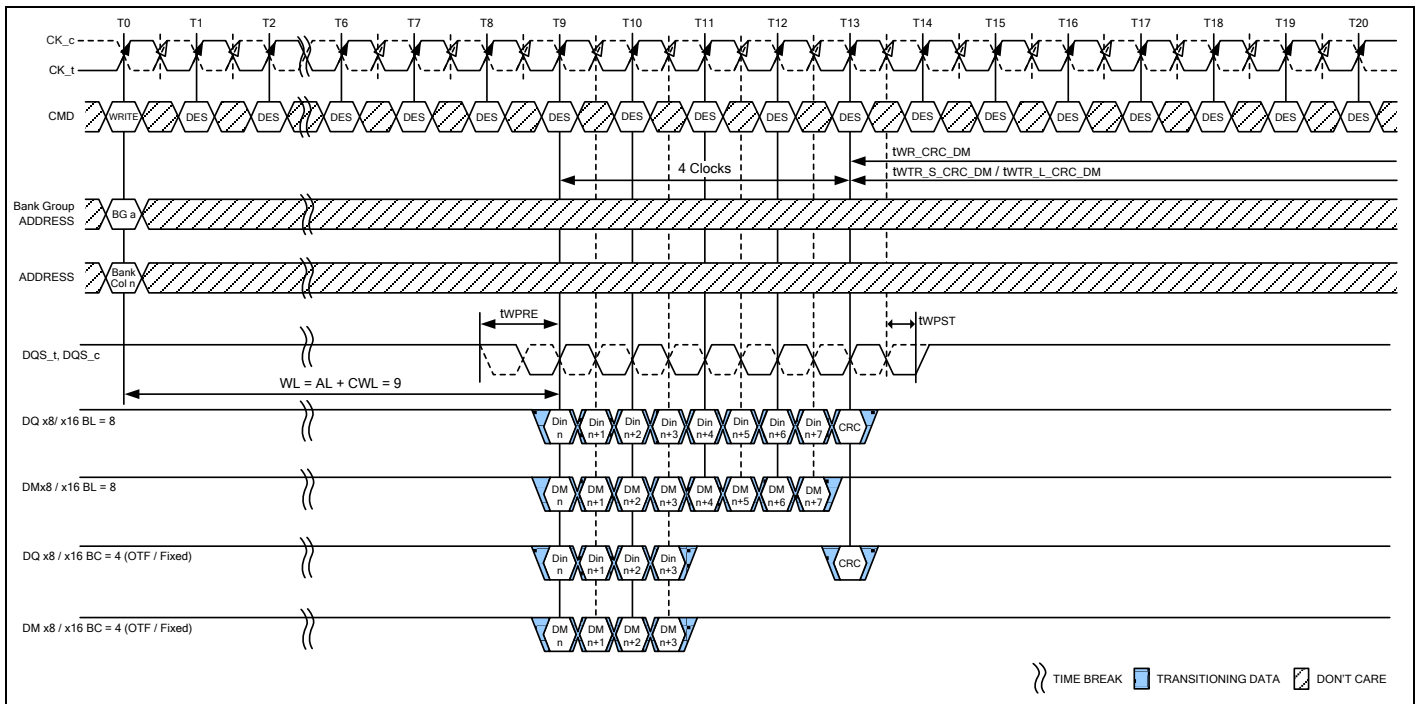 T0 T1 T2 T6 T7 T8 T9 T10 T11 T12 T13 T14 T15 T16 T17 T18 T19 T20
CK_c
CK_t
CMD WRITE DES DES DES DES DES DES DES DES DES DES DES DES DES DES DES DES DES
tWR_CRC_DM
4 Clocks
tWTR_S_CRC_DM / tWTR_L_CRC_DM
Bank Group
ADDRESS
BG a
ADDRESS
Bank
Col n
tWPRE
tWPST
DQS_t, DQS_c
WL = AL + CWL = 9
DQ x8/ x16 BL = 8
Din Din Din Din Din Din Din Din CRC
n n+1 n+2 n+3 n+4 n+5 n+6 n+7
DMx8 / x16 BL = 8
DM DM DM DM DM DM DM DM
n n+1 n+2 n+3 n+4 n+5 n+6 n+7
DQ x8 / x16 BC = 4 (OTF / Fixed)
Din Din Din Din CRC
n n+1 n+2 n+3
DM x8 / x16 BC = 4 (OTF / Fixed)
DM DM DM DM
n n+1 n+2 n+3
TIME BREAK TRANSITIONING DATA DON'T CARE